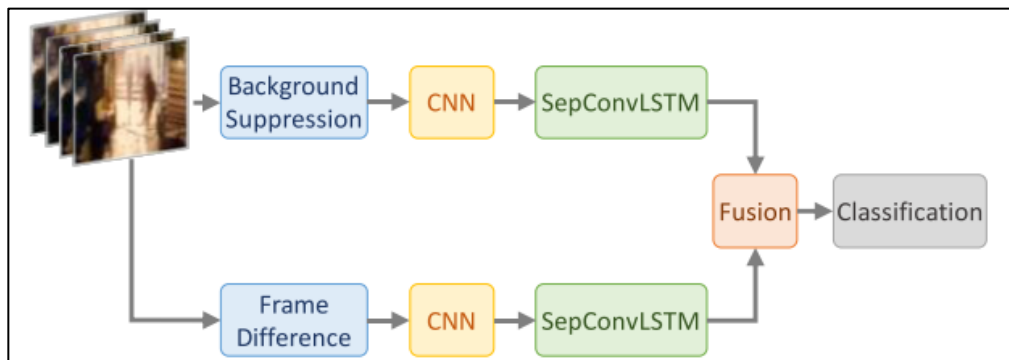 Background
Suppression
CNN
SepConvLSTM
Fusion
Classification
Frame
Difference
CNN
SepConvLSTM